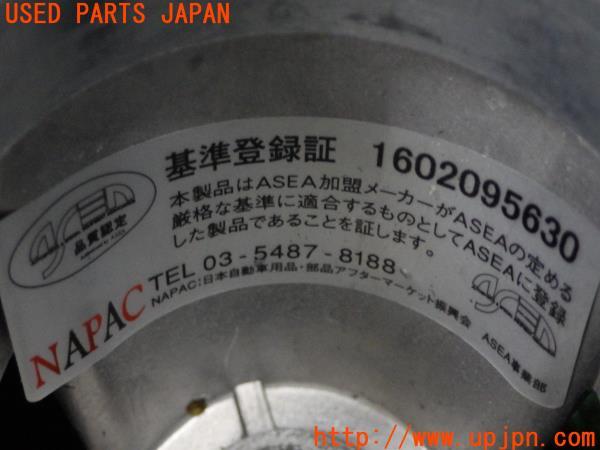 USED PARTS JAPAN
基準登録証 1602095630
本製品はASEA加盟メーカーがASEAの定める
厳格な基準に適合するものとしてASEAに登録
した製品であることを証します。
ASEA
品質認定
NAPAC
TEL 03-5487-8188
NAPAC:日本自動車用品・部品アフターマーケット振興会
ASEA
ASEA事業部
http://www.upjpn.com